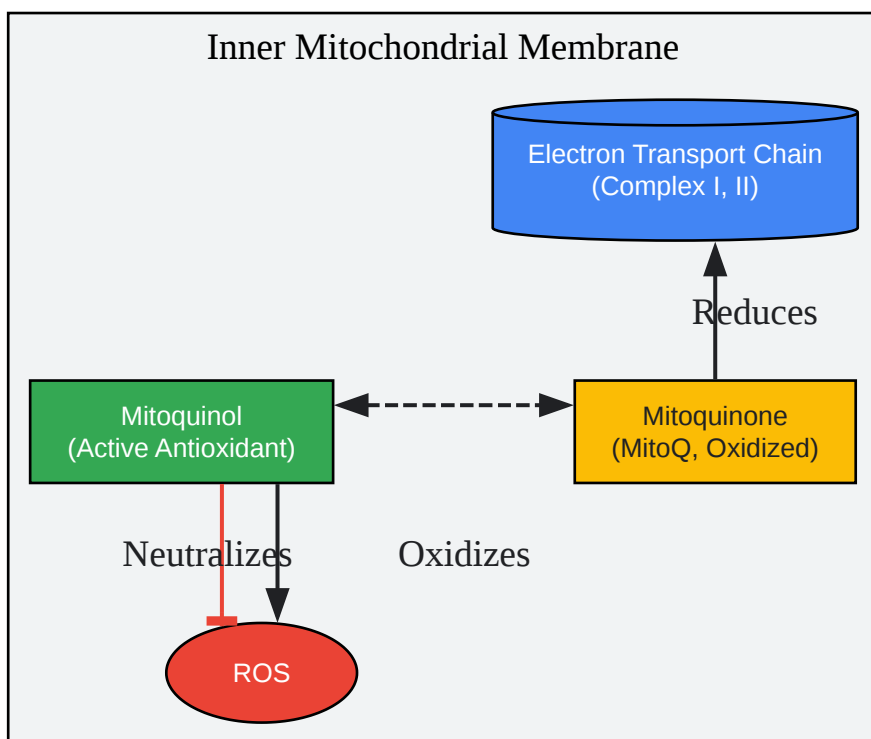 Inner Mitochondrial Membrane
Electron Transport Chain
(Complex I, II)
Reduces
Mitoquinol
(Active Antioxidant)
Mitoquinone
(MitoQ, Oxidized)
Neutralizes
Oxidizes
ROS